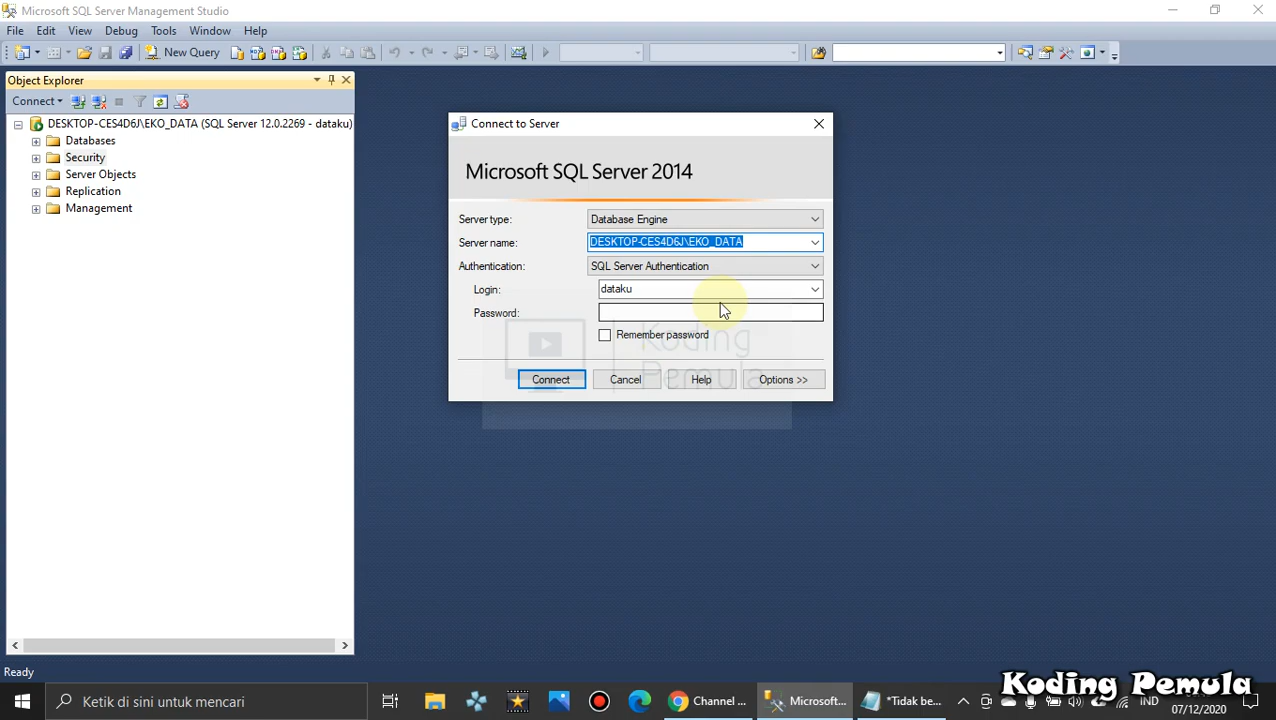 Microsoft SQL Server Management Studio
File Edit View Debug Tools Window Help
New Query
Object Explorer
Connect
DESKTOP-CES4D6J\EKO_DATA (SQL Server 12.0.2269 - dataku)
Databases
Security
Server Objects
Replication
Management
Connect to Server
Microsoft SQL Server 2014
Server type: Database Engine
Server name: DESKTOP-CES4D6J\EKO_DATA
Authentication: SQL Server Authentication
Login: dataku
Password:
Remember password
Koding
Pemula
Connect Cancel Help Options >>
Ready
Koding Pemula
Ketik di sini untuk mencari
Channel ...
Microsoft...
*Tidak be...
IND
07/12/2020